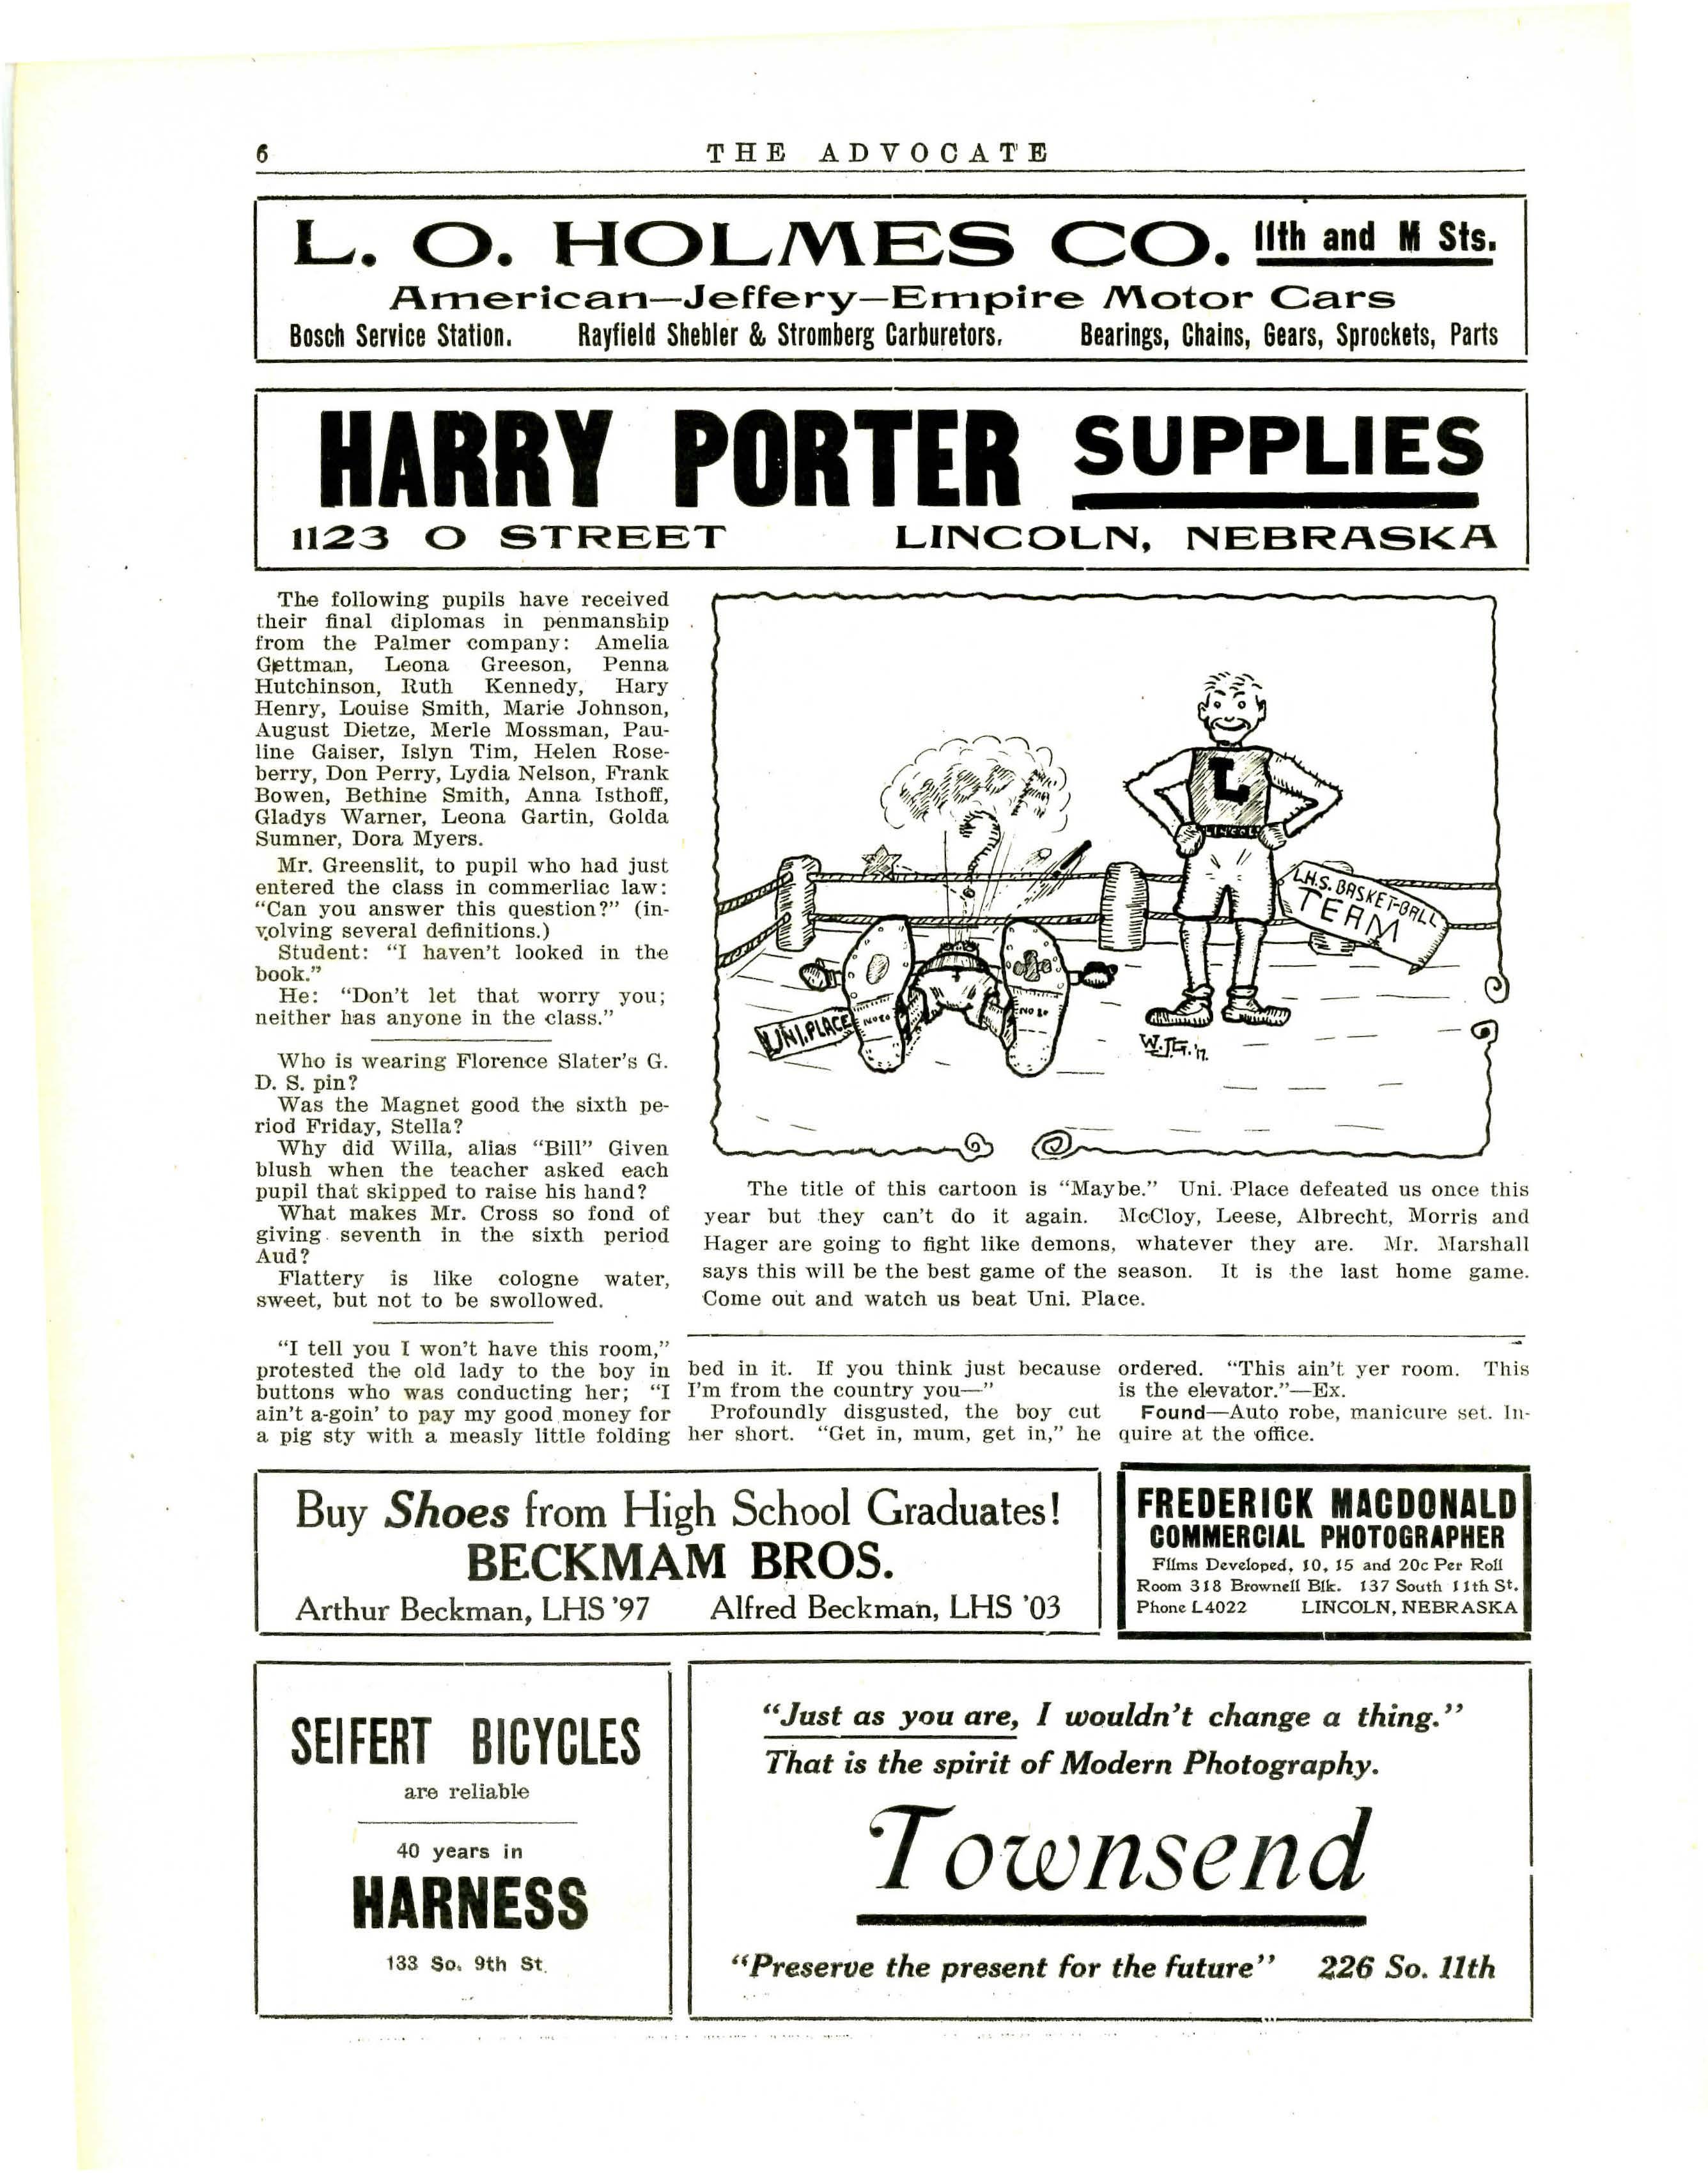 6
THE ADVOCATE
L. O. HOLMES CO. 11th and M Sts.
American—Jeffery—Empire Motor Cars
Bosch Service Station. Rayfield Shebler & Stromberg Carburetors. Bearings, Chains, Gears, Sprockets, Parts
HARRY PORTER SUPPLIES
1123 O STREET LINCOLN, NEBRASKA
The following pupils have received
their final diplomas in penmanship
from the Palmer company: Amelia
Gettman, Leona Greeson, Penna
Hutchinson, Ruth Kennedy, Hary
Henry, Louise Smith, Marie Johnson,
August Dietze, Merle Mossman, Pau-
line Gaiser, Islyn Tim, Helen Rose-
berry, Don Perry, Lydia Nelson, Frank
Bowen, Bethine Smith, Anna Isthoff,
Gladys Warner, Leona Gartin, Golda
Sumner, Dora Myers.
Mr. Greenslit, to pupil who had just
entered the class in commerliac law:
“Can you answer this question?” (in-
volving several definitions.)
Student: “I haven't looked in the
book.”
He: “Don't let that worry you;
neither has anyone in the class.”
Who is wearing Florence Slater's G.
D. S. pin?
Was the Magnet good the sixth pe-
riod Friday, Stella?
Why did Willa, alias “Bill” Given
blush when the teacher asked each
pupil that skipped to raise his hand?
What makes Mr. Cross so fond of
giving seventh in the sixth period
Aud?
Flattery is like cologne water,
sweet, but not to be swollowed.
L
LINCOLN
L.H.S. BASKET-BALL
TEAM
UNI. PLACE
NO 20
NO 20
W.J.G. '17.
The title of this cartoon is “Maybe.” Uni. Place defeated us once this
year but they can't do it again. McCloy, Leese, Albrecht, Morris and
Hager are going to fight like demons, whatever they are. Mr. Marshall
says this will be the best game of the season. It is the last home game.
Come out and watch us beat Uni. Place.
“I tell you I won't have this room,”
protested the old lady to the boy in
buttons who was conducting her; “I
ain't a-goin' to pay my good money for
a pig sty with a measly little folding
bed in it. If you think just because
I'm from the country you—”
Profoundly disgusted, the boy cut
her short. “Get in, mum, get in,” he
ordered. “This ain't yer room. This
is the elevator.”—Ex.
Found—Auto robe, manicure set. In-
quire at the office.
Buy Shoes from High School Graduates!
BECKMAM BROS.
Arthur Beckman, LHS '97 Alfred Beckman, LHS '03
FREDERICK MACDONALD
COMMERCIAL PHOTOGRAPHER
Films Developed, 10, 15 and 20c Per Roll
Room 318 Brownell Blk. 137 South 11th St.
Phone L4022 LINCOLN, NEBRASKA
SEIFERT BICYCLES
are reliable
40 years in
HARNESS
133 So. 9th St.
“Just as you are, I wouldn't change a thing.”
That is the spirit of Modern Photography.
Townsend
“Preserve the present for the future” 226 So. 11th